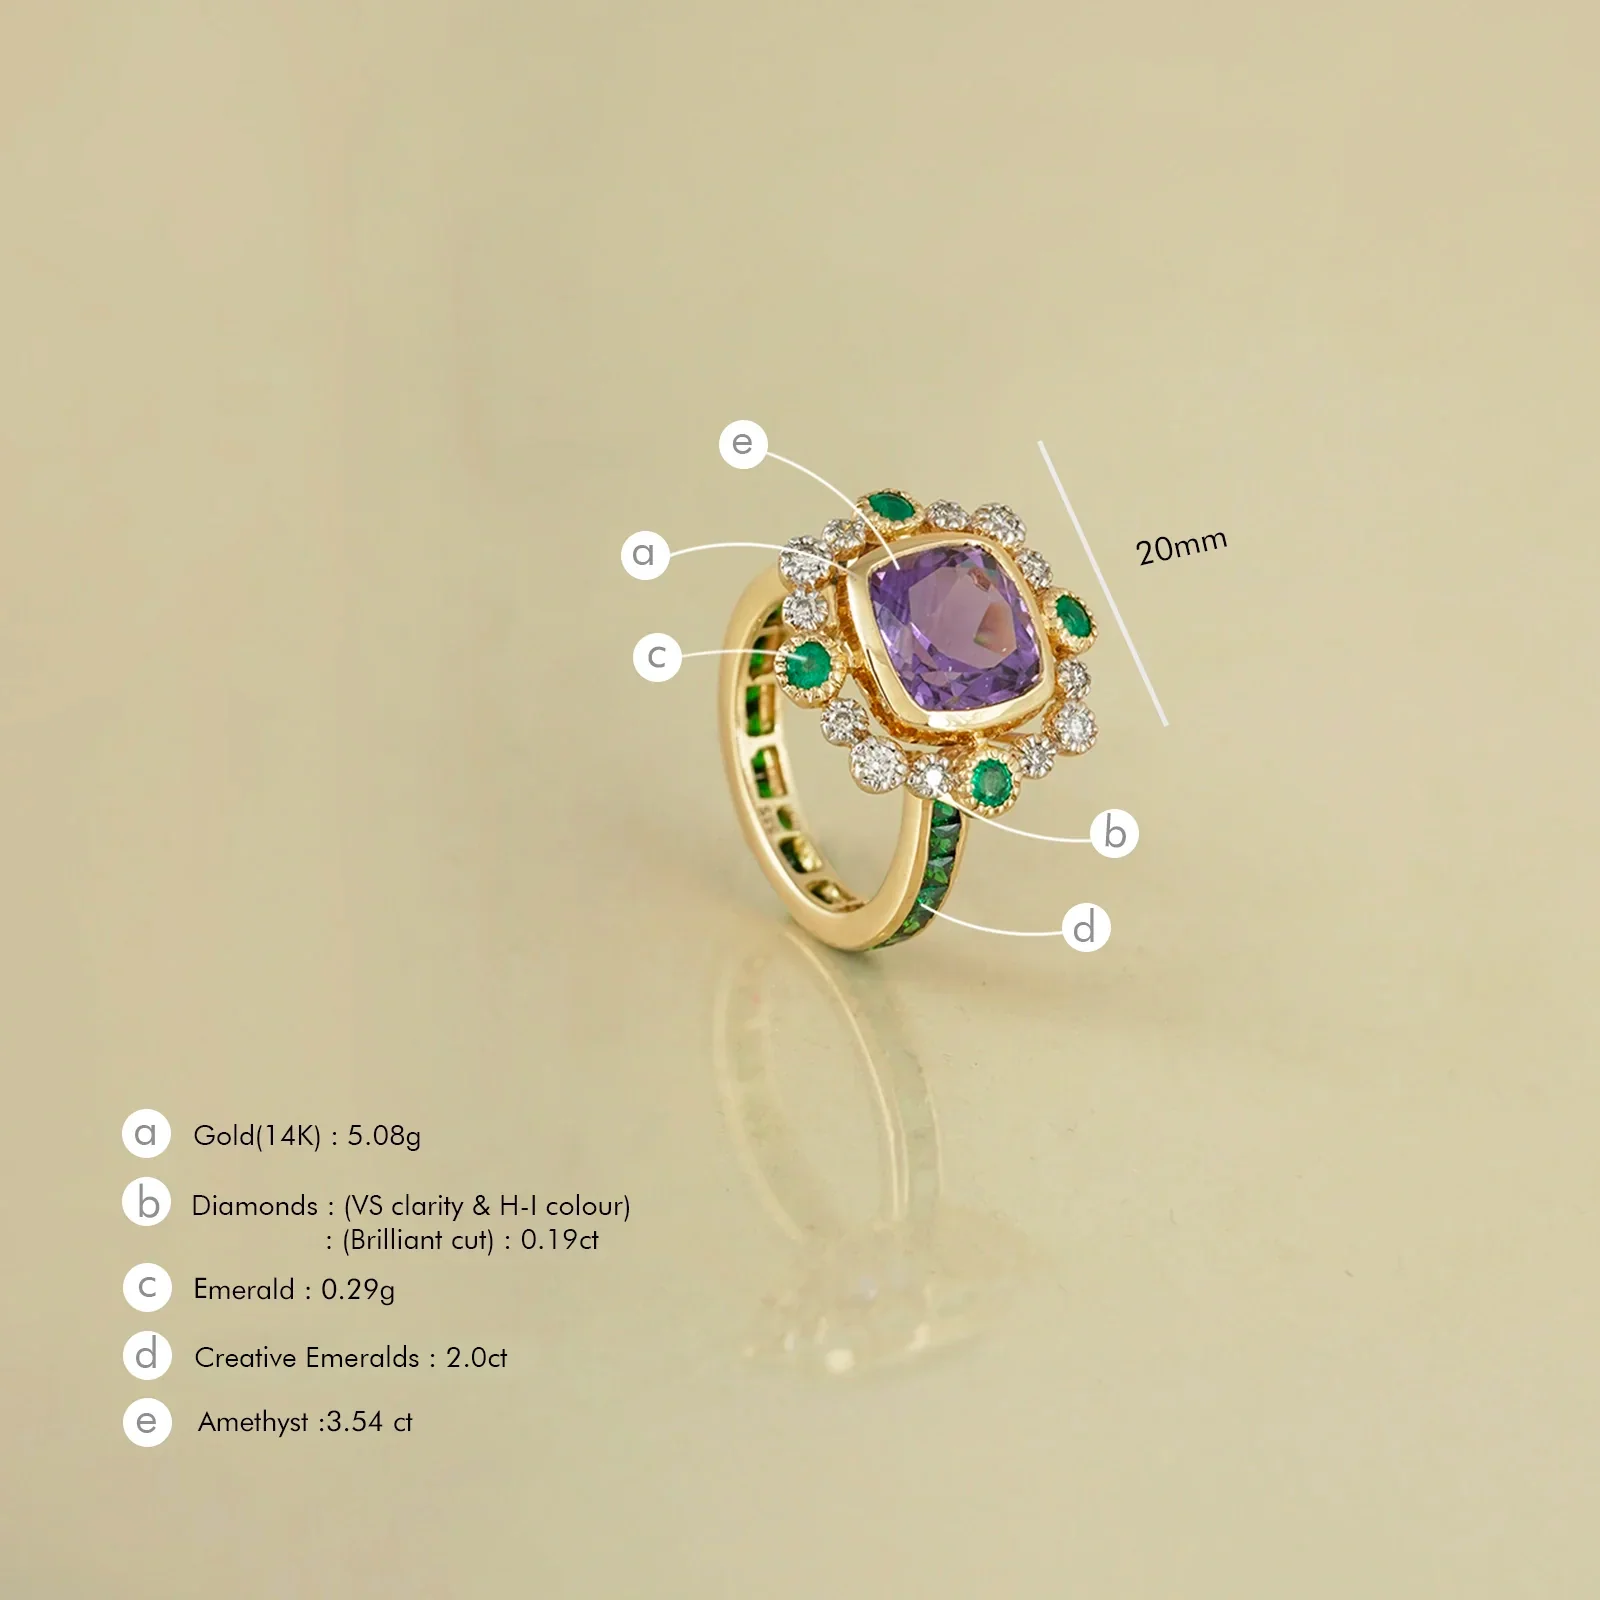 e
a
20mm
c
b
d
a Gold(14K) : 5.08g
b Diamonds : (VS clarity & H-I colour)
: (Brilliant cut) : 0.19ct
c Emerald : 0.29g
d Creative Emeralds : 2.0ct
e Amethyst :3.54 ct